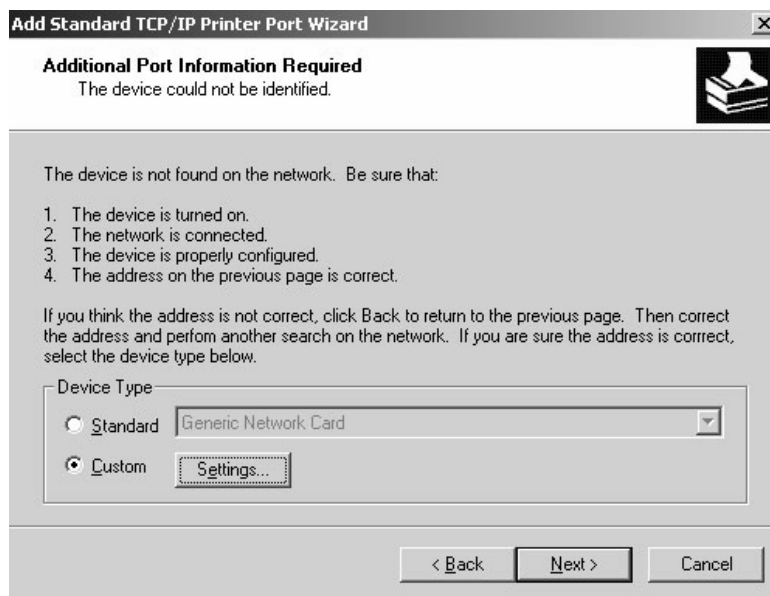 Add Standard TCP/IP Printer Port Wizard
Additional Port Information Required
The device could not be identified.
The device is not found on the network. Be sure that:
1. The device is turned on.
2. The network is connected.
3. The device is properly configured.
4. The address on the previous page is correct.
If you think the address is not correct, click Back to return to the previous page. Then correct
the address and perfom another search on the network. If you are sure the address is correct,
select the device type below.
Device Type
Standard
Generic Network Card
Custom
Settings...
< Back
Next >
Cancel